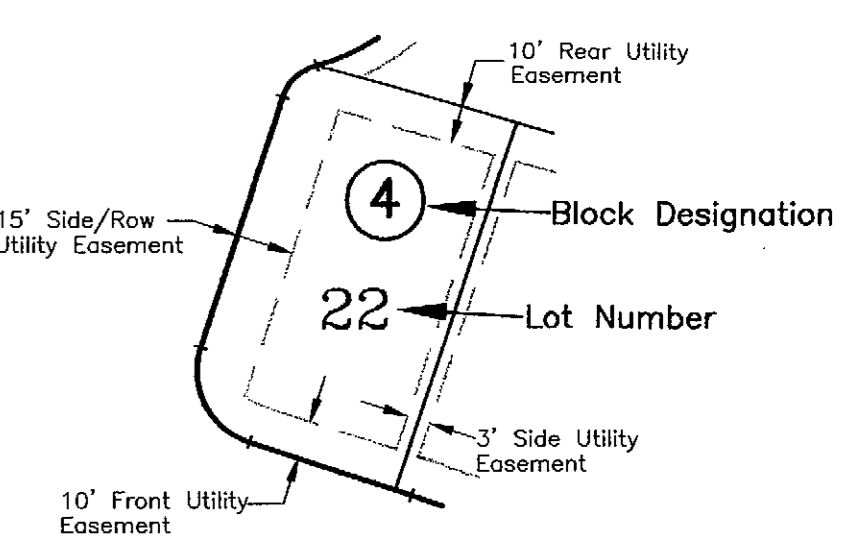 10' Rear Utility
Easement
4
Block Designation
15' Side/Row
Utility Easement
22
Lot Number
3' Side Utility
Easement
10' Front Utility
Easement